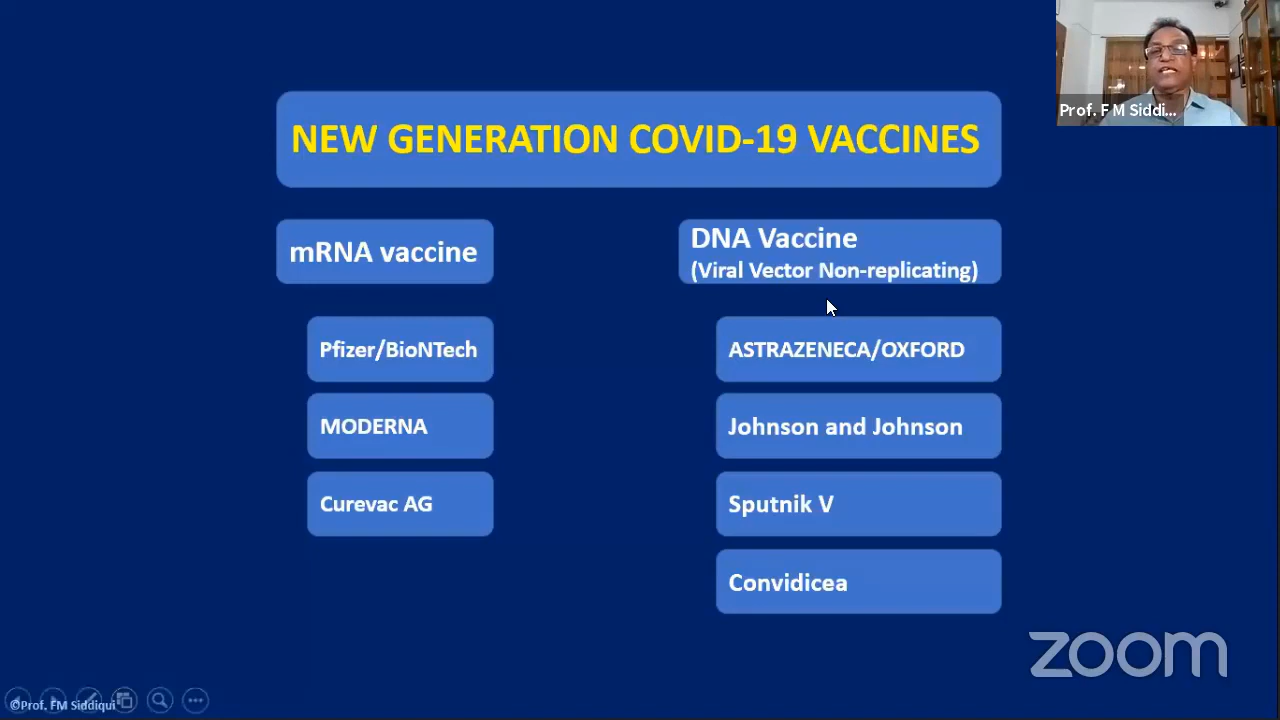 NEW GENERATION COVID-19 VACCINES
mRNA vaccine
Pfizer/BioNTech
MODERNA
Curevac AG
DNA Vaccine
(Viral Vector Non-replicating)
ASTRAZENECA/OXFORD
Johnson and Johnson
Sputnik V
Convidicea
Prof. F M Siddi...
zoom
©Prof. FM Siddiqui